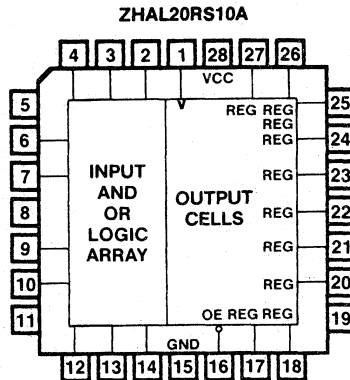 ZHAL20RS10A
4 3 2 1 28 27 26
VCC
5
6
7
8
9
10
11
INPUT
AND
OR
LOGIC
ARRAY
OUTPUT
CELLS
REG REG
REG
REG
REG
REG
REG
REG
OE REG REG
25
24
23
22
21
20
19
GND
12 13 14 15 16 17 18